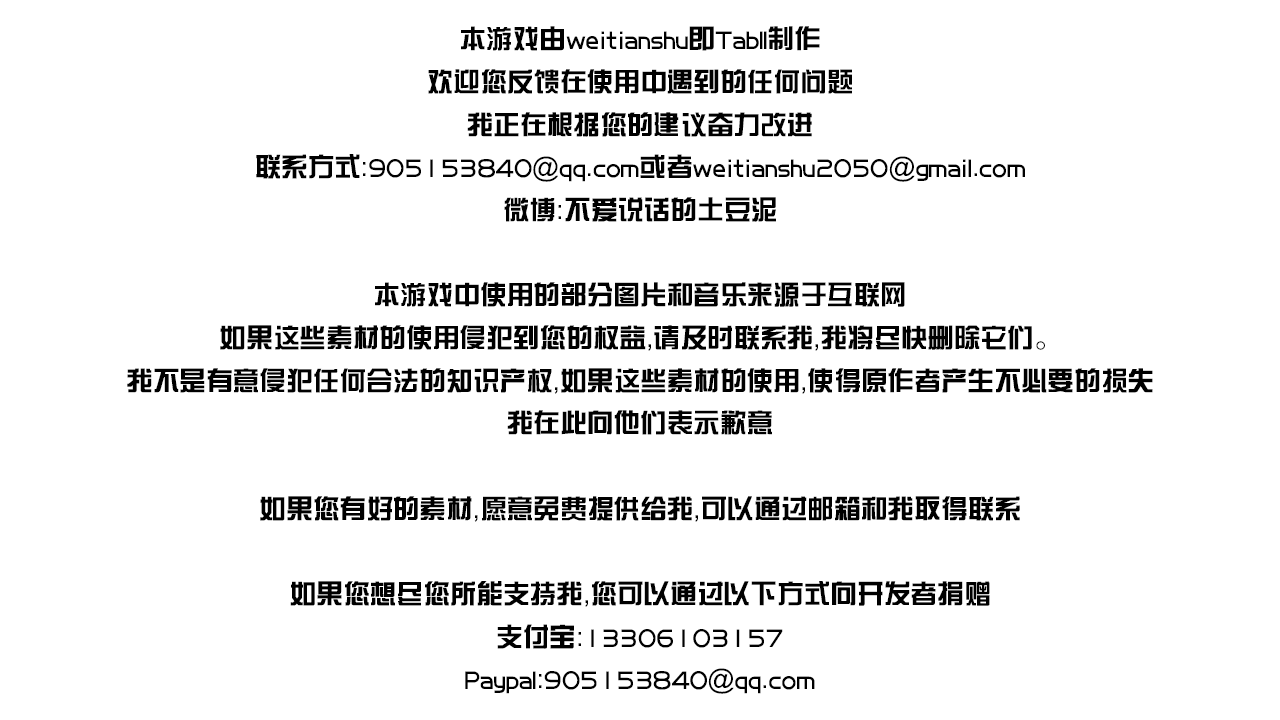 本游戏由weitianshu即Tabll制作
欢迎您反馈在使用中遇到的任何问题
我正在根据您的建议奋力改进
联系方式:905153840@qq.com或者weitianshu2050@gmail.com
微博:不爱说话的土豆泥
本游戏中使用的部分图片和音乐来源于互联网
如果这些素材的使用侵犯到您的权益,请及时联系我,我将尽快删除它们。
我不是有意侵犯任何合法的知识产权,如果这些素材的使用,使得原作者产生不必要的损失
我在此向他们表示歉意
如果您有好的素材,愿意免费提供给我,可以通过邮箱和我取得联系
如果您想尽您所能支持我,您可以通过以下方式向开发者捐赠
支付宝:13306103157
Paypal:905153840@qq.com